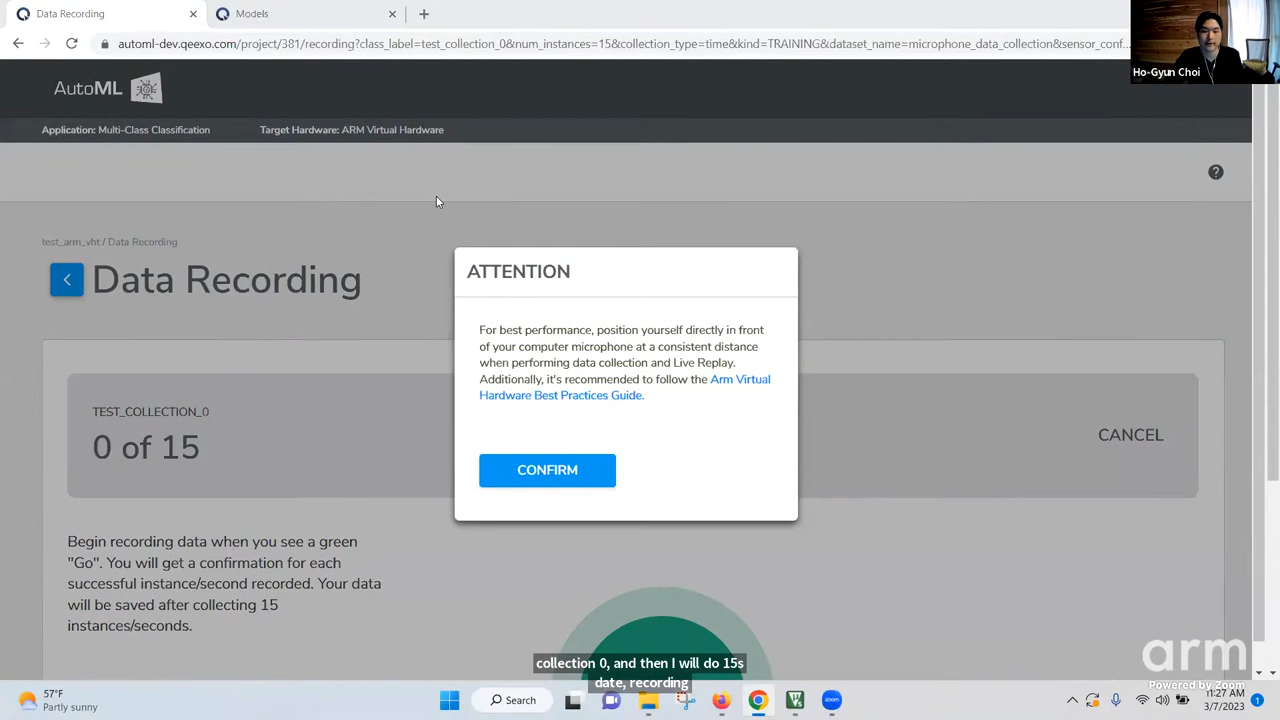 Data Recording
Models
automl-dev.qeexo.com/project/381/recording?class_label=test_collection_0&num_instances=15&collection_type=time&kind=TRAINING&dataset_name=microphone_data_collection&sensor_conf...
Ho-Gyun Choi
AutoML
Application: Multi-Class Classification
Target Hardware: ARM Virtual Hardware
test_arm_vht / Data Recording
Data Recording
ATTENTION
For best performance, position yourself directly in front
of your computer microphone at a consistent distance
when performing data collection and Live Replay.
Additionally, it's recommended to follow the Arm Virtual
Hardware Best Practices Guide.
CONFIRM
TEST_COLLECTION_0
0 of 15
CANCEL
Begin recording data when you see a green
"Go". You will get a confirmation for each
successful instance/second recorded. Your data
will be saved after collecting 15
instances/seconds.
collection 0, and then I will do 15s
date, recording
arm
Powered by Zoom
57°F
Partly sunny
Search
11:27 AM
3/7/2023
1